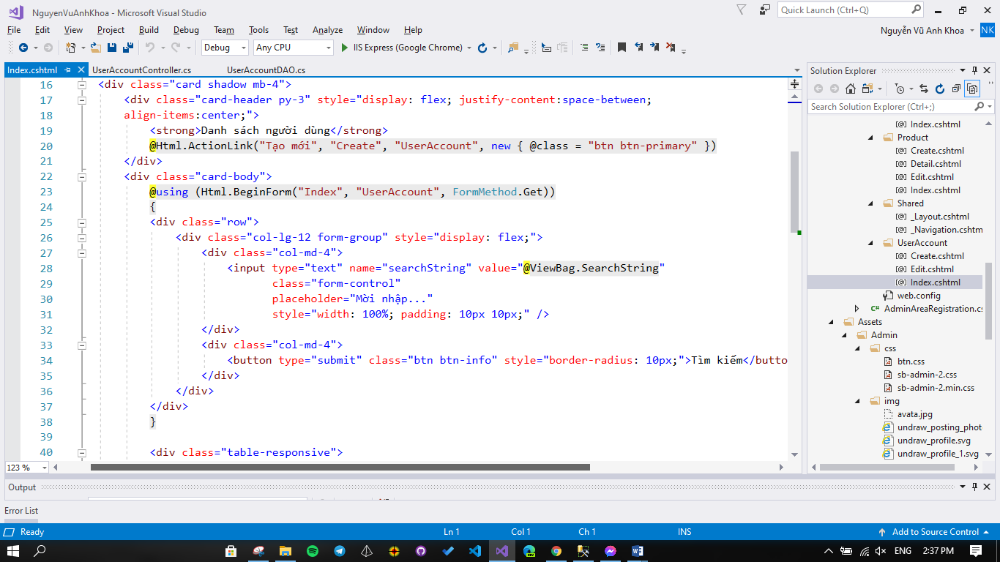 NguyenVuAnhKhoa - Microsoft Visual Studio
Quick Launch (Ctrl+Q)
File Edit View Project Build Debug Team Tools Test Analyze Window Help
Nguyễn Vũ Anh Khoa NK
Debug Any CPU IIS Express (Google Chrome)
Index.cshtml UserAccountController.cs UserAccountDAO.cs
16 <div class="card shadow mb-4">
17 <div class="card-header py-3" style="display: flex; justify-content:space-between;
18 align-items:center;">
19 <strong>Danh sách người dùng</strong>
20 @Html.ActionLink("Tạo mới", "Create", "UserAccount", new { @class = "btn btn-primary" })
21 </div>
22 <div class="card-body">
23 @using (Html.BeginForm("Index", "UserAccount", FormMethod.Get))
24 {
25 <div class="row">
26 <div class="col-lg-12 form-group" style="display: flex;">
27 <div class="col-md-4">
28 <input type="text" name="searchString" value="@ViewBag.SearchString"
29 class="form-control"
30 placeholder="Mời nhập..."
31 style="width: 100%; padding: 10px 10px;" />
32 </div>
33 <div class="col-md-4">
34 <button type="submit" class="btn btn-info" style="border-radius: 10px;">Tìm kiếm</butto
35 </div>
36 </div>
37 </div>
38 }
39
40 <div class="table-responsive">
123 %
Solution Explorer
Search Solution Explorer (Ctrl+;)
Index.cshtml
Product
Create.cshtml
Detail.cshtml
Edit.cshtml
Index.cshtml
Shared
_Layout.cshtml
_Navigation.cshtm
UserAccount
Create.cshtml
Edit.cshtml
Index.cshtml
web.config
C# AdminAreaRegistration.cs
Assets
Admin
css
btn.css
sb-admin-2.css
sb-admin-2.min.css
img
avata.jpg
undraw_posting_phot
undraw_profile.svg
undraw_profile_1.svg
Output
Error List
Ready Ln 1 Col 1 Ch 1 INS Add to Source Control
ENG 2:37 PM